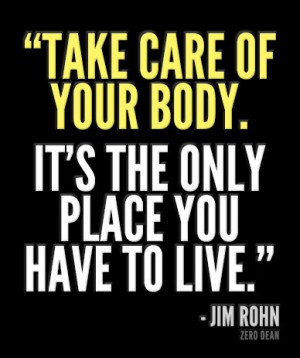 “TAKE CARE OF
YOUR BODY.
IT’S THE ONLY
PLACE YOU
HAVE TO LIVE.”
- JIM ROHN
ZERO DEAN